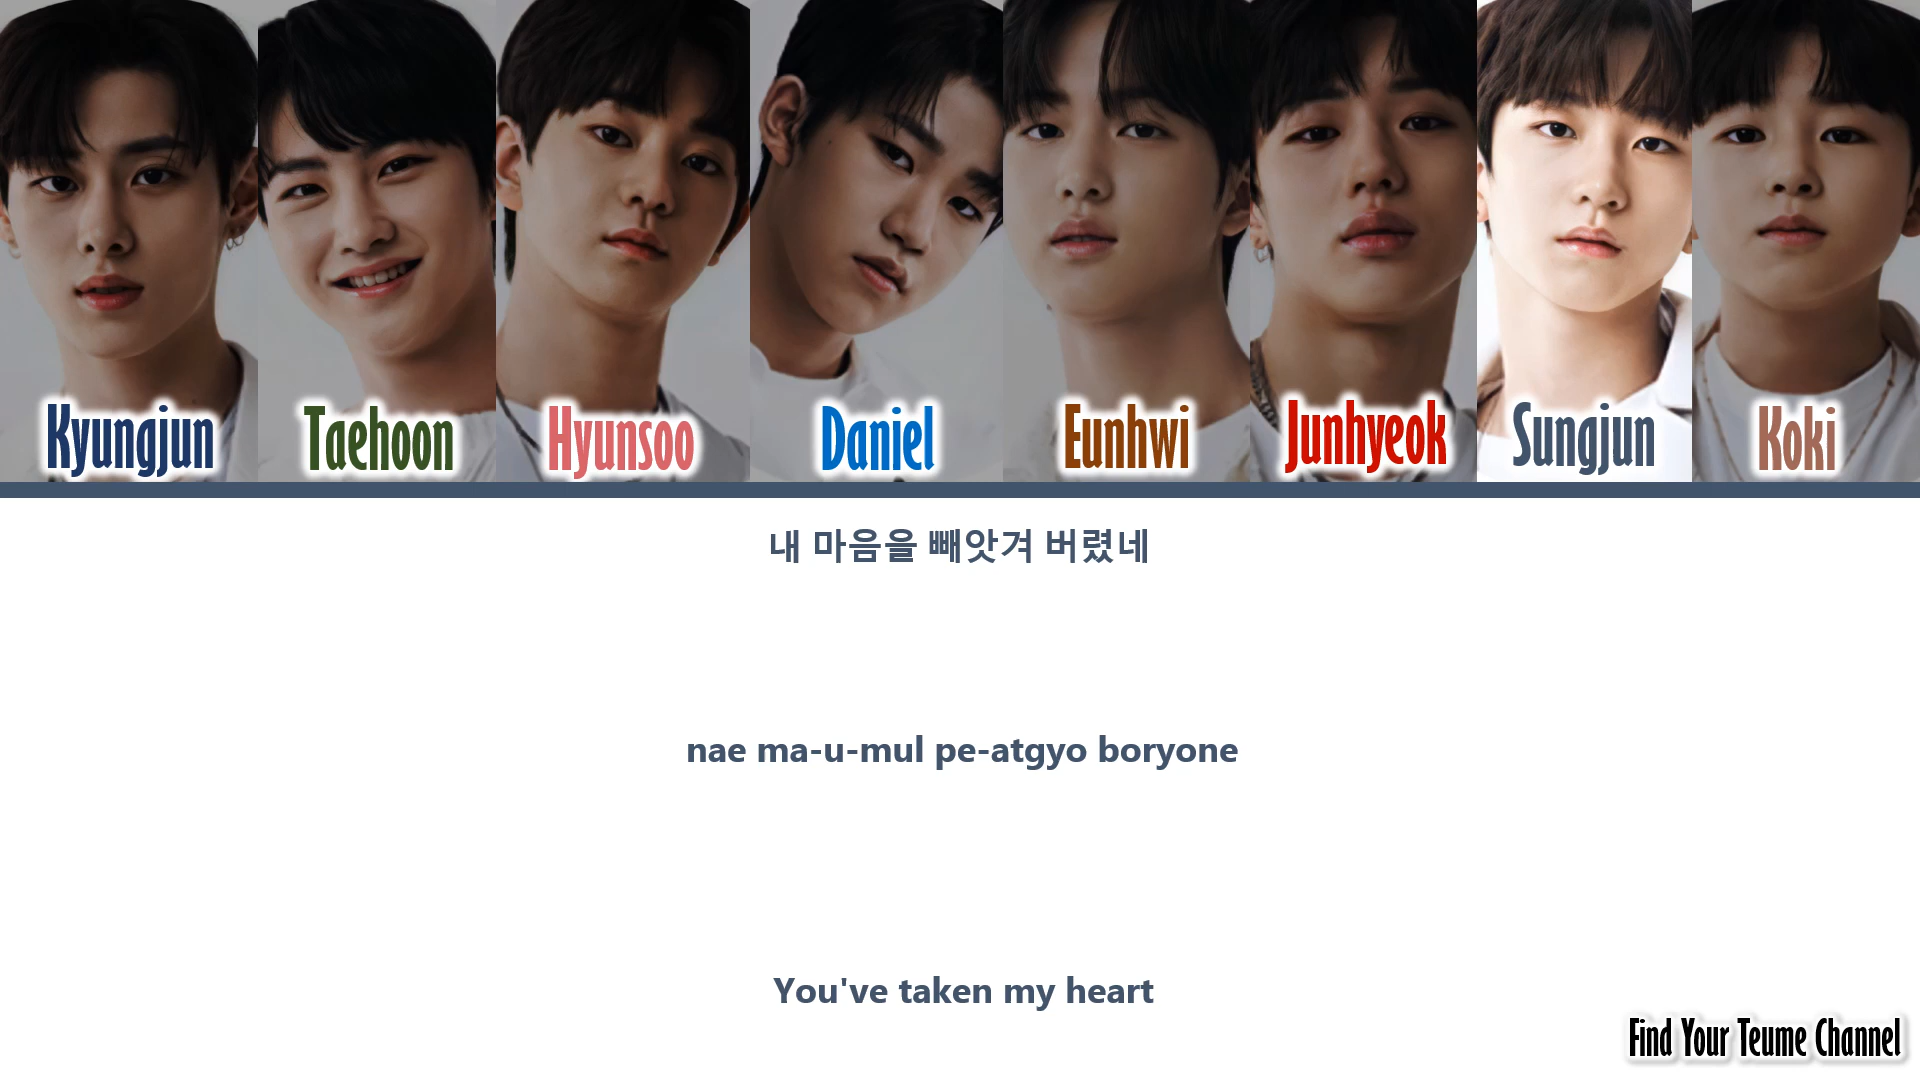 Kyungjun
Taehoon
Hyunsoo
Daniel
Eunhwi
Junhyeok
Sungjun
Koki
내 마음을 빼앗겨 버렸네
nae ma-u-mul pe-atgyo boryone
You've taken my heart
Find Your Teume Channel